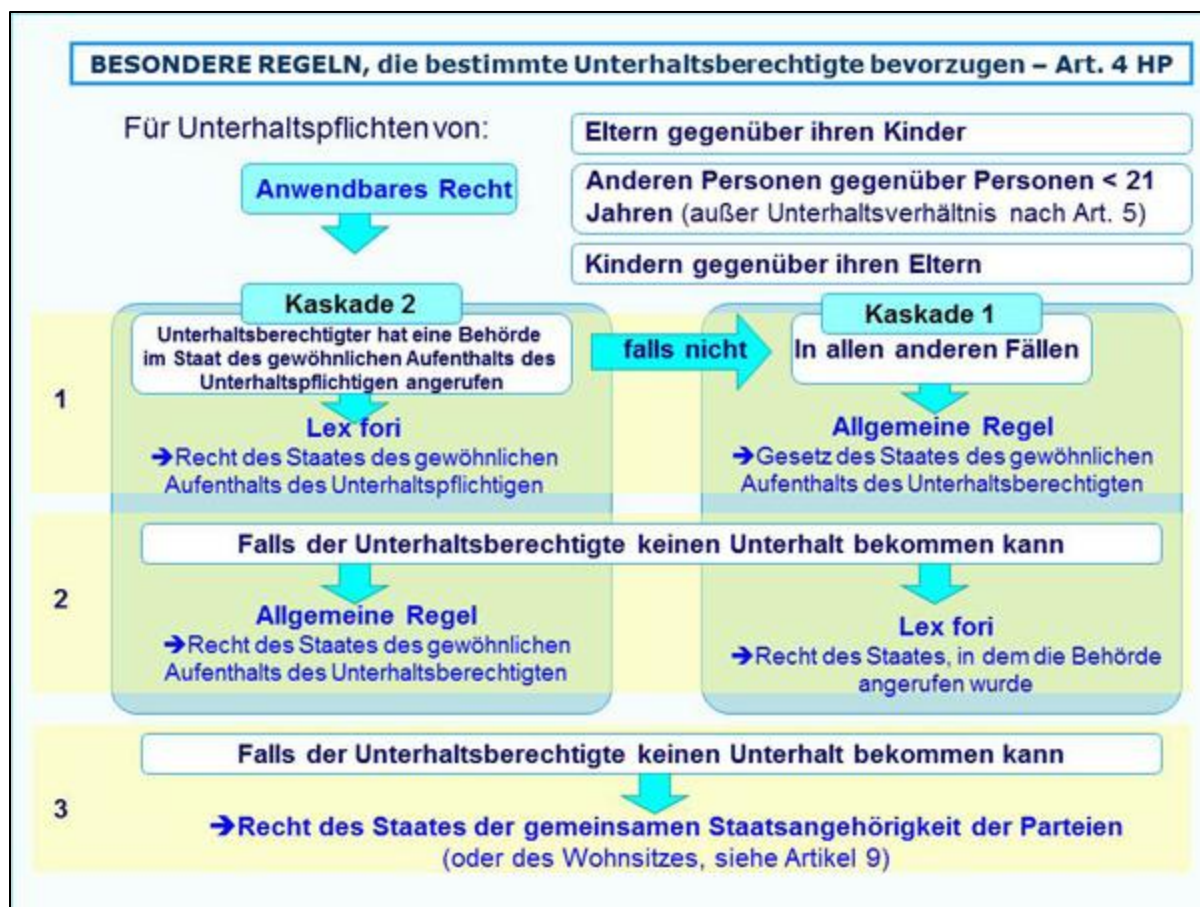 BESONDERE REGELN, die bestimmte Unterhaltsberechtigte bevorzugen – Art. 4 HP
Für Unterhaltspflichten von:
Eltern gegenüber ihren Kinder
Anderen Personen gegenüber Personen < 21
Jahren (außer Unterhaltsverhältnis nach Art. 5)
Kindern gegenüber ihren Eltern
Anwendbares Recht
Kaskade 2
Unterhaltsberechtigter hat eine Behörde
im Staat des gewöhnlichen Aufenthalts des
Unterhaltspflichtigen angerufen
falls nicht
Kaskade 1
In allen anderen Fällen
1
Lex fori
➔Recht des Staates des gewöhnlichen
Aufenthalts des Unterhaltspflichtigen
Allgemeine Regel
➔Gesetz des Staates des gewöhnlichen
Aufenthalts des Unterhaltsberechtigten
2
Falls der Unterhaltsberechtigte keinen Unterhalt bekommen kann
Allgemeine Regel
➔Recht des Staates des gewöhnlichen
Aufenthalts des Unterhaltsberechtigten
Lex fori
➔Recht des Staates, in dem die Behörde
angerufen wurde
3
Falls der Unterhaltsberechtigte keinen Unterhalt bekommen kann
➔Recht des Staates der gemeinsamen Staatsangehörigkeit der Parteien
(oder des Wohnsitzes, siehe Artikel 9)